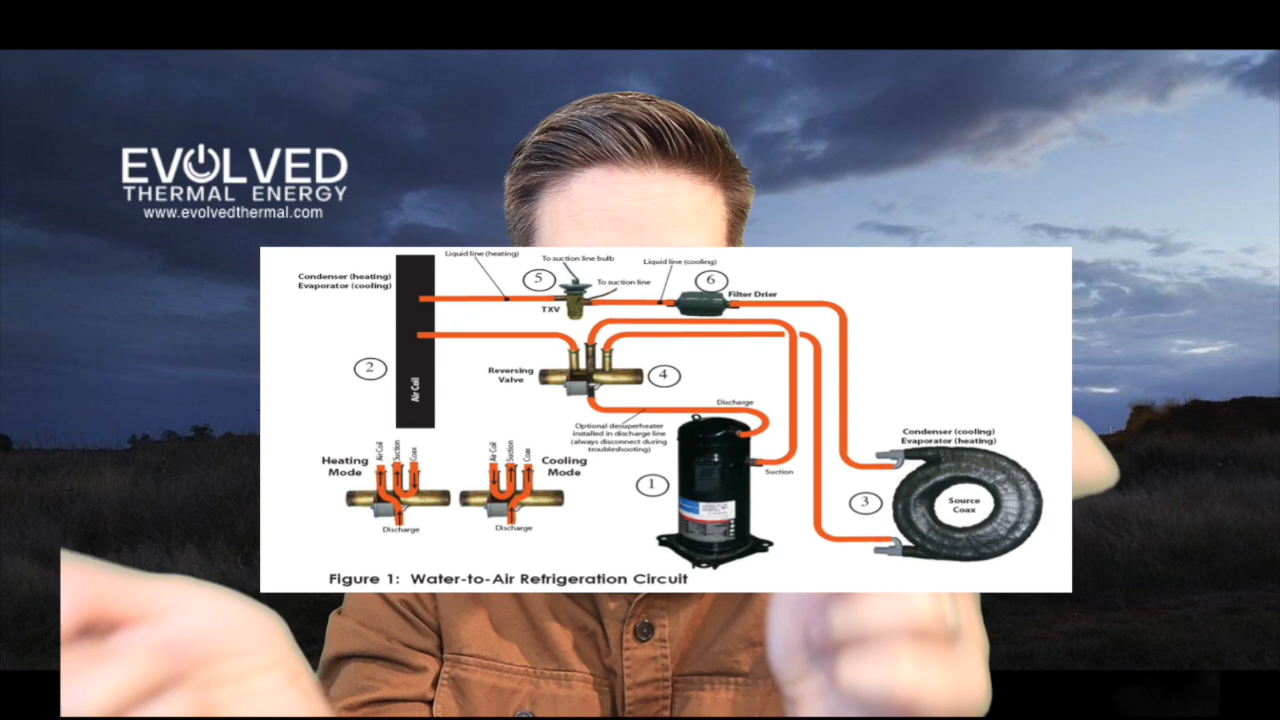 EVOLVED
THERMAL ENERGY
www.evolvedthermal.com
Liquid line (heating)
To suction line bulb
Liquid line (cooling)
Condenser (heating)
Evaporator (cooling)
5
6
To suction line
Filter Drier
TXV
2
Air Coil
Reversing
Valve
4
Discharge
Optional desuperheater
installed in discharge line
(always disconnect during
troubleshooting)
Suction
1
Condenser (cooling)
Evaporator (heating)
3
Source
Coax
Heating
Mode
Air Coil
Suction
Coax
Discharge
Air Coil
Suction
Coax
Cooling
Mode
Discharge
Figure 1: Water-to-Air Refrigeration Circuit